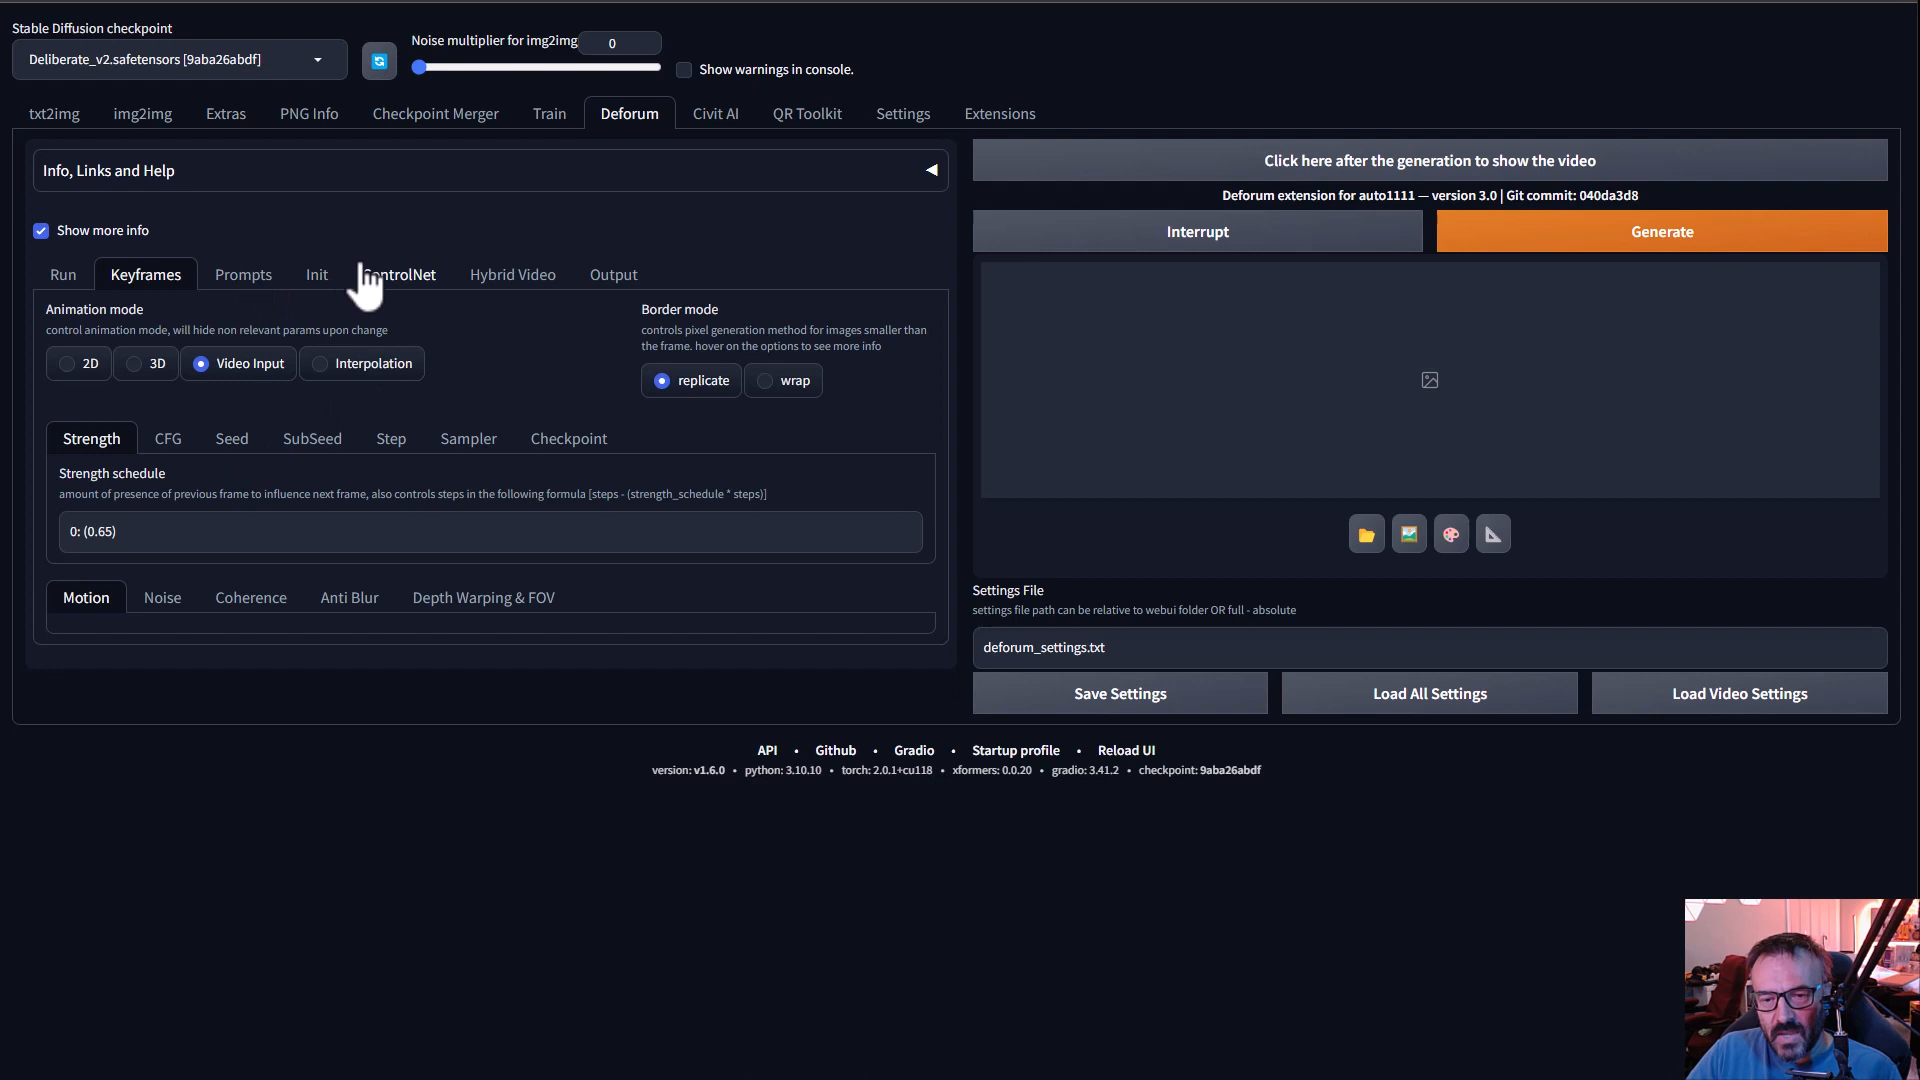 Stable Diffusion checkpoint
Deliberate_v2.safetensors [9aba26abdf]
Noise multiplier for img2img
0
Show warnings in console.
txt2img img2img Extras PNG Info Checkpoint Merger Train Deforum Civit AI QR Toolkit Settings Extensions
Info, Links and Help
Show more info
Run Keyframes Prompts Init ControlNet Hybrid Video Output
Animation mode
control animation mode, will hide non relevant params upon change
2D 3D Video Input Interpolation
Border mode
controls pixel generation method for images smaller than
the frame. hover on the options to see more info
replicate wrap
Strength CFG Seed SubSeed Step Sampler Checkpoint
Strength schedule
amount of presence of previous frame to influence next frame, also controls steps in the following formula [steps - (strength_schedule * steps)]
0: (0.65)
Motion Noise Coherence Anti Blur Depth Warping & FOV
Click here after the generation to show the video
Deforum extension for auto1111 — version 3.0 | Git commit: 040da3d8
Interrupt Generate
Settings File
settings file path can be relative to webui folder OR full - absolute
deforum_settings.txt
Save Settings Load All Settings Load Video Settings
API • Github • Gradio • Startup profile • Reload UI
version: v1.6.0 • python: 3.10.10 • torch: 2.0.1+cu118 • xformers: 0.0.20 • gradio: 3.41.2 • checkpoint: 9aba26abdf